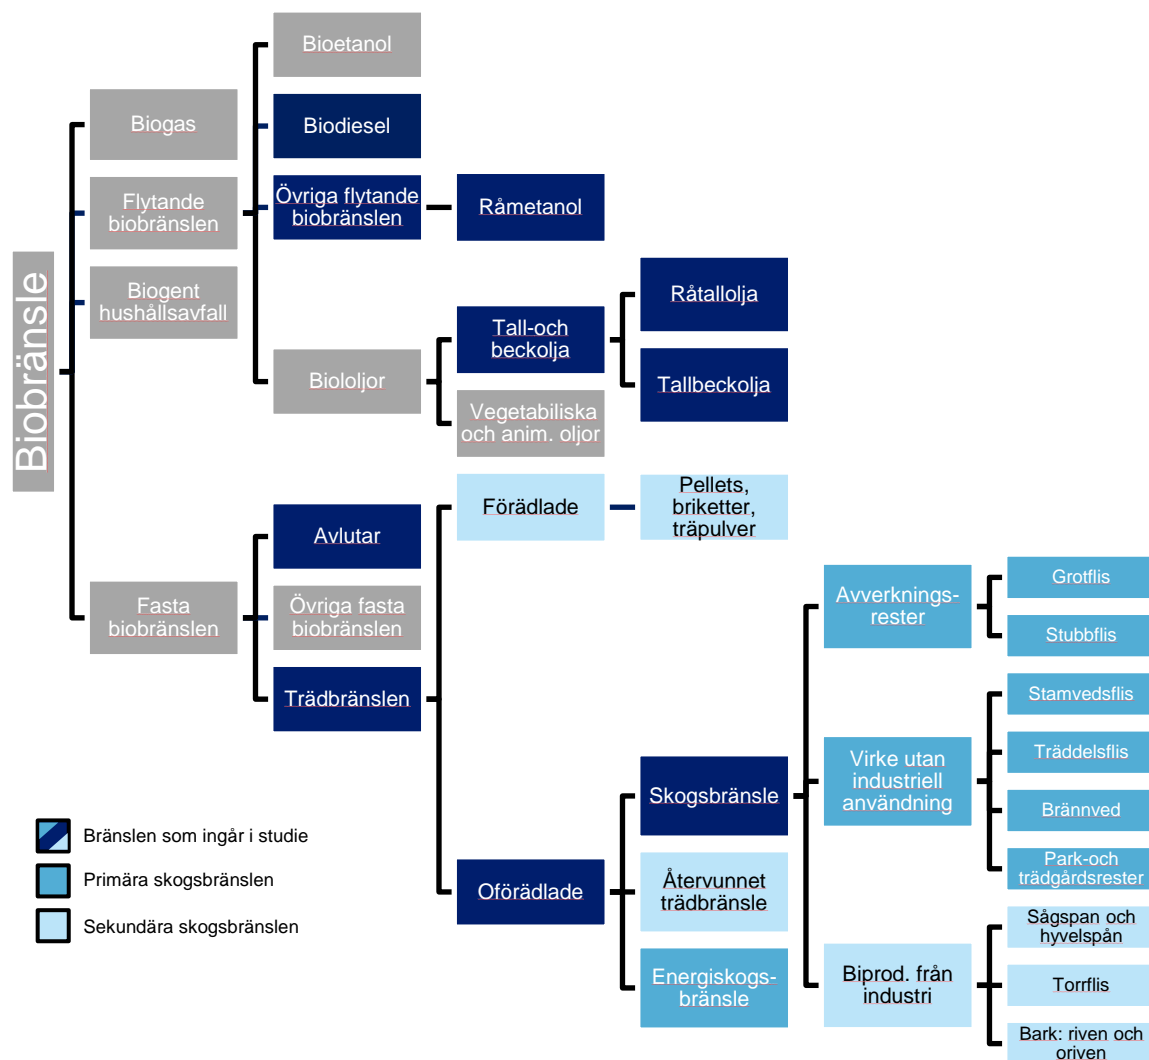 Biobränsle
Biogas
Flytande
biobränslen
Biogent
hushållsavfall
Fasta
biobränslen
Bioetanol
Biodiesel
Övriga flytande
biobränslen
Biololjor
Avlutar
Övriga fasta
biobränslen
Trädbränslen
Råmetanol
Tall-och
beckolja
Vegetabiliska
och anim. oljor
Förädlade
Oförädlade
Råtallolja
Tallbeckolja
Pellets,
briketter,
träpulver
Skogsbränsle
Återvunnet
trädbränsle
Energiskogs-
bränsle
Avverknings-
rester
Virke utan
industriell
användning
Biprod. från
industri
Grotflis
Stubbflis
Stamvedsflis
Träddelsflis
Brännved
Park-och
trädgårdsrester
Sågspan och
hyvelspån
Torrflis
Bark: riven och
oriven
Bränslen som ingår i studie
Primära skogsbränslen
Sekundära skogsbränslen